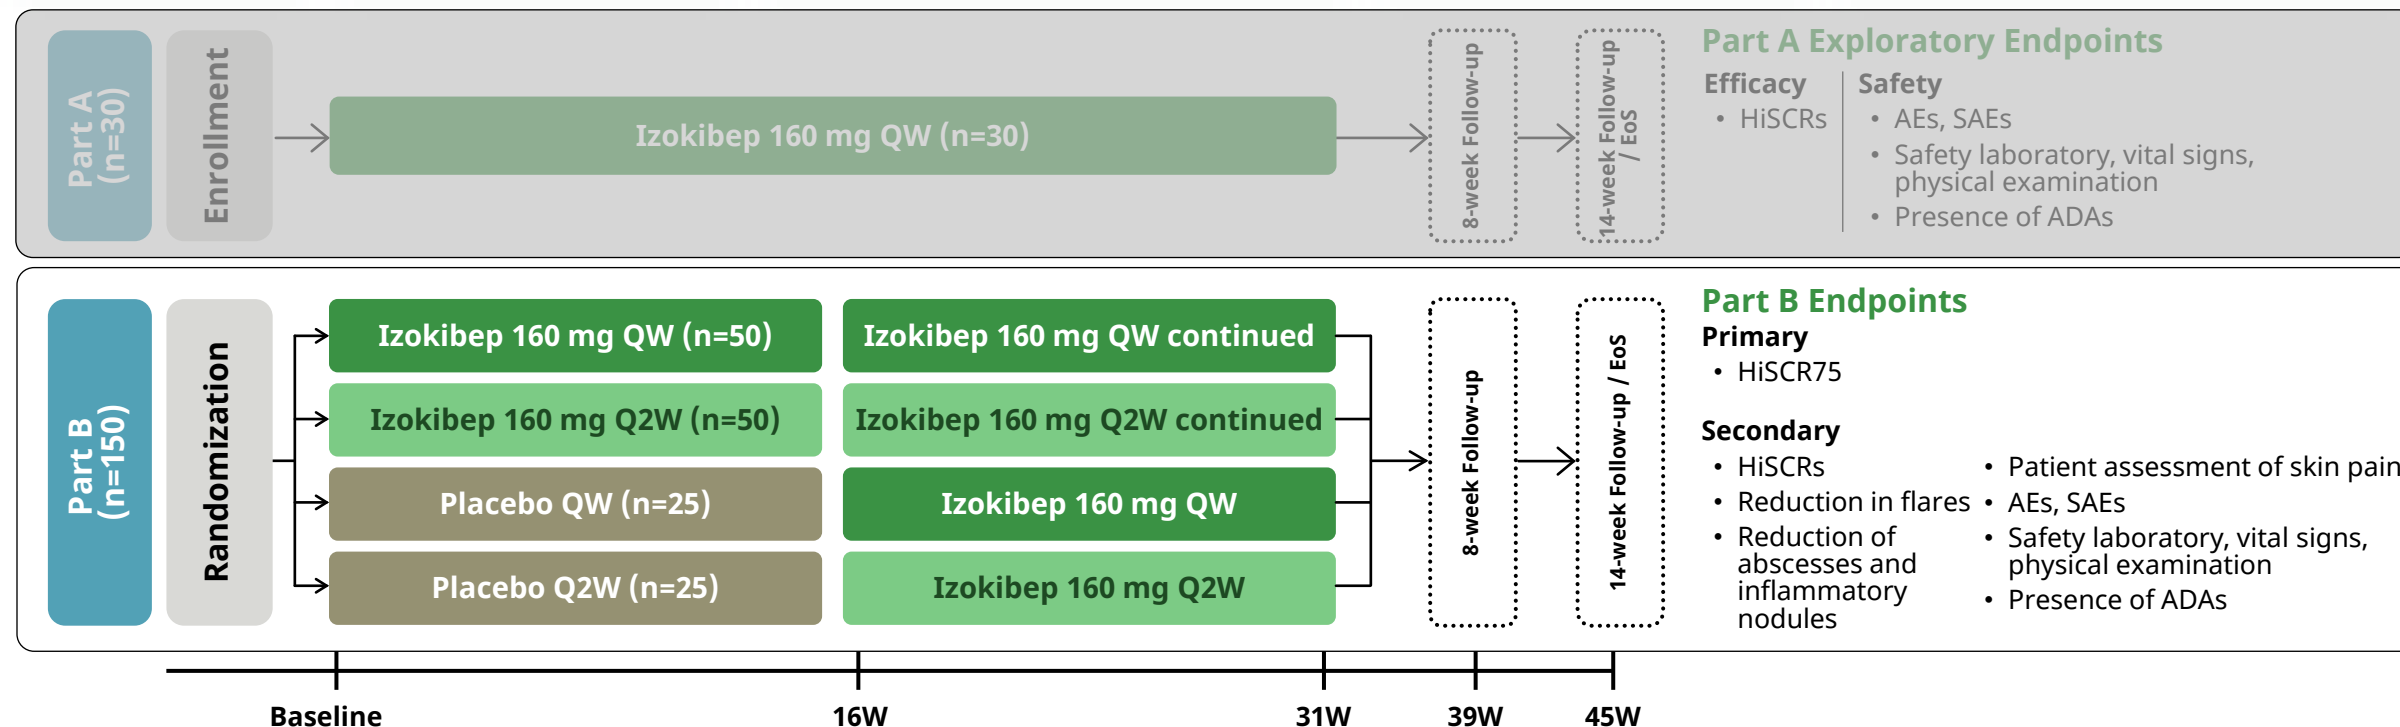 Part A
(n=30)
Enrollment
Izokibep 160 mg QW (n=30)
8-week Follow-up
14-week Follow-up
/ EoS
Part A Exploratory Endpoints
Efficacy
• HiSCRs
Safety
• AEs, SAEs
• Safety laboratory, vital signs,
physical examination
• Presence of ADAs
Part B
(n=150)
Randomization
Izokibep 160 mg QW (n=50)
Izokibep 160 mg QW continued
Izokibep 160 mg Q2W (n=50)
Izokibep 160 mg Q2W continued
Placebo QW (n=25)
Izokibep 160 mg QW
Placebo Q2W (n=25)
Izokibep 160 mg Q2W
8-week Follow-up
14-week Follow-up / EoS
Part B Endpoints
Primary
• HiSCR75
Secondary
• HiSCRs
• Reduction in flares
• Reduction of
abscesses and
inflammatory
nodules
• Patient assessment of skin pain
• AEs, SAEs
• Safety laboratory, vital signs,
physical examination
• Presence of ADAs
Baseline
16W
31W
39W
45W